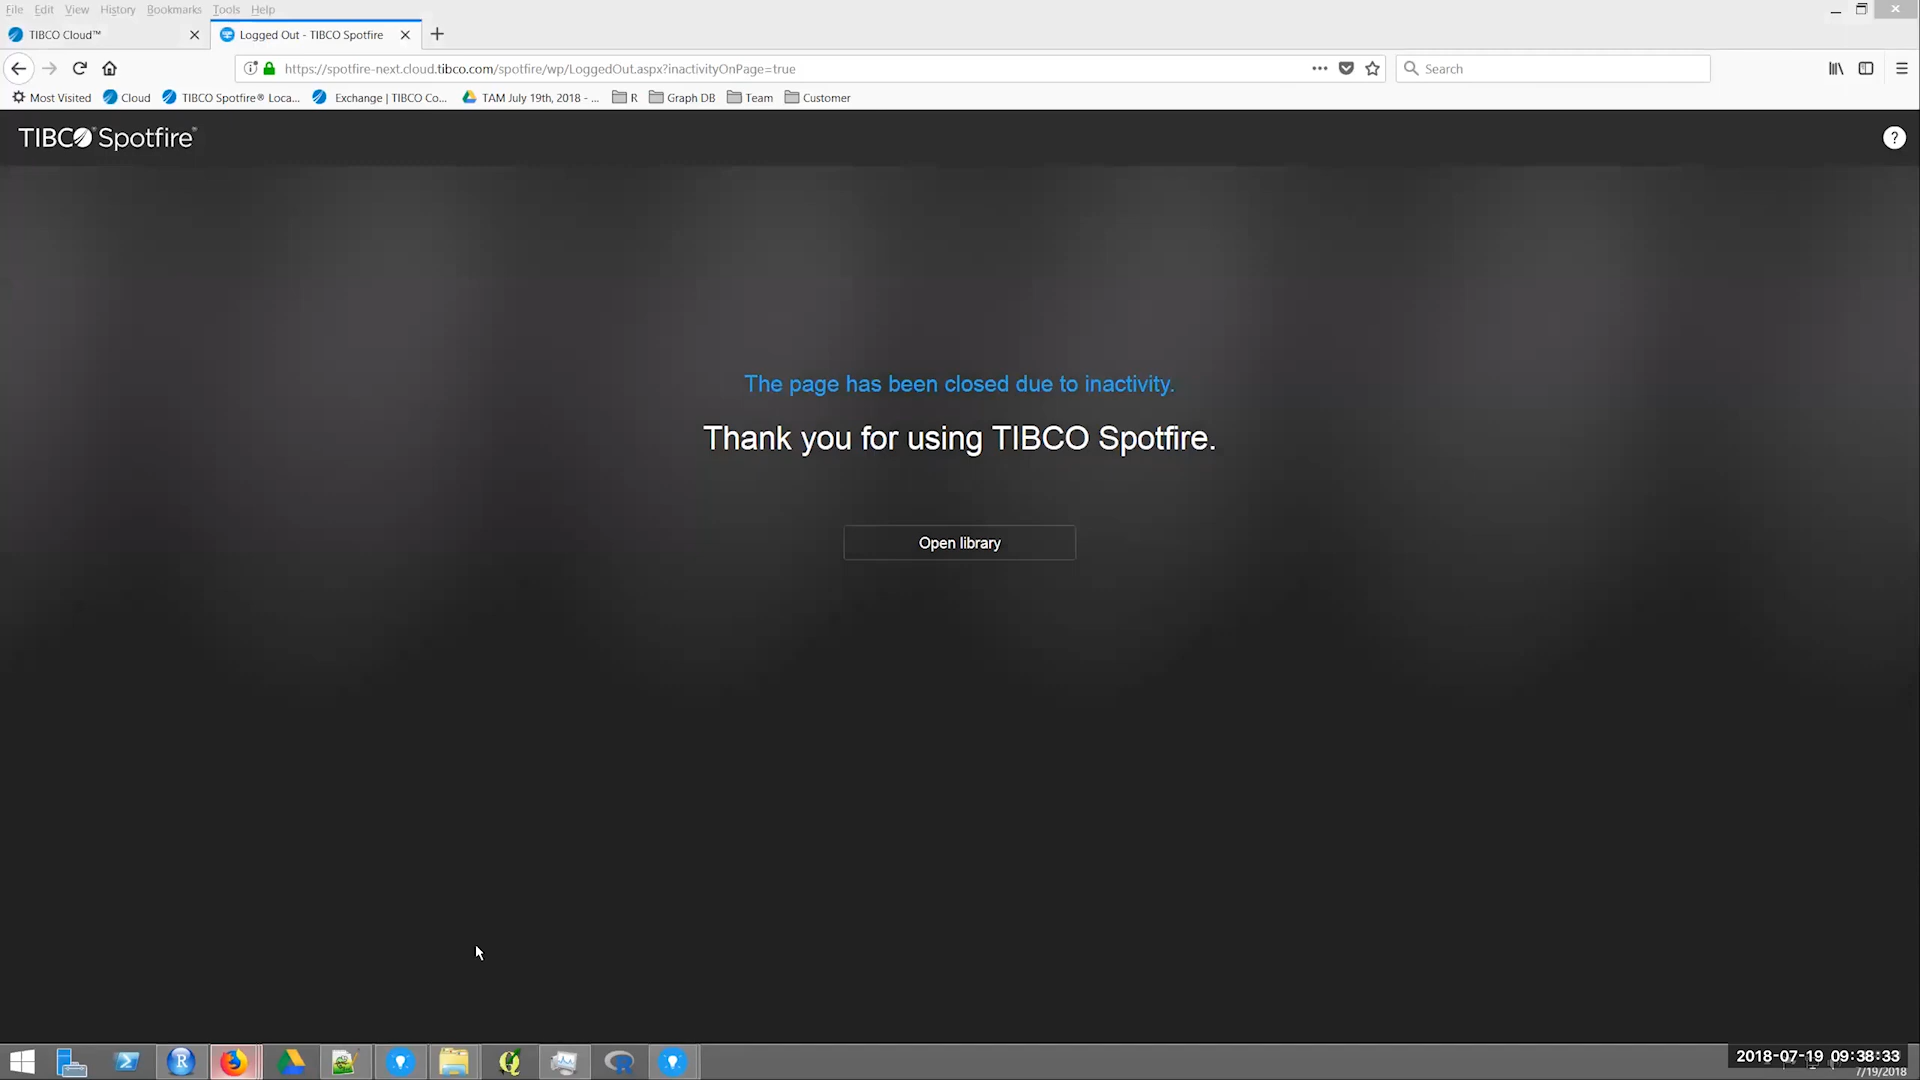 File Edit View History Bookmarks Tools Help
TIBCO Cloud™
Logged Out - TIBCO Spotfire
https://spotfire-next.cloud.tibco.com/spotfire/wp/LoggedOut.aspx?inactivityOnPage=true
Search
Most Visited Cloud TIBCO Spotfire® Loca... Exchange | TIBCO Co... TAM July 19th, 2018 - ... R Graph DB Team Customer
TIBCO® Spotfire®
?
The page has been closed due to inactivity.
Thank you for using TIBCO Spotfire.
Open library
2018-07-19 09:38:33
7/19/2018